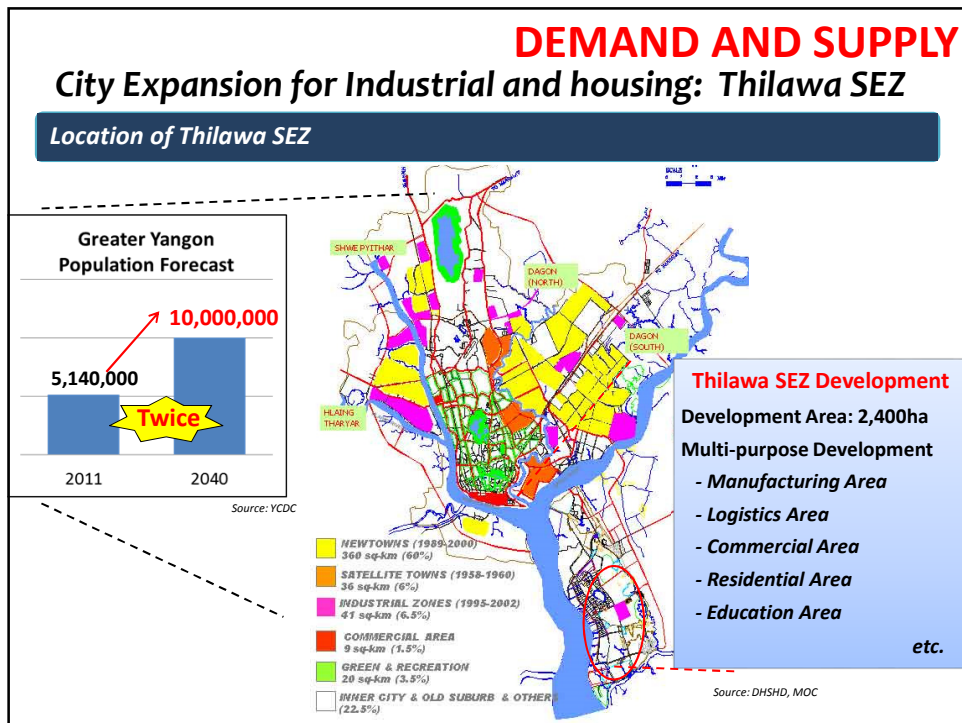 DEMAND AND SUPPLY
City Expansion for Industrial and housing: Thilawa SEZ
Location of Thilawa SEZ
Greater Yangon
Population Forecast
10,000,000
5,140,000
Twice
2011
2040
Source: YCDC
SHWE PYITHAR
DAGON
(NORTH)
DAGON
(SOUTH)
HLAING
THARYAR
NEWTOWNS (1989-2000)
360 sq-km (60%)
SATELLITE TOWNS (1958-1960)
36 sq-km (6%)
INDUSTRIAL ZONES (1995-2002)
41 sq-km (6.5%)
COMMERCIAL AREA
9 sq-km (1.5%)
GREEN & RECREATION
20 sq-km (3.5%)
INNER CITY & OLD SUBURB & OTHERS
(22.5%)
Thilawa SEZ Development
Development Area: 2,400ha
Multi-purpose Development
- Manufacturing Area
- Logistics Area
- Commercial Area
- Residential Area
- Education Area
etc.
Source: DHSHD, MOC